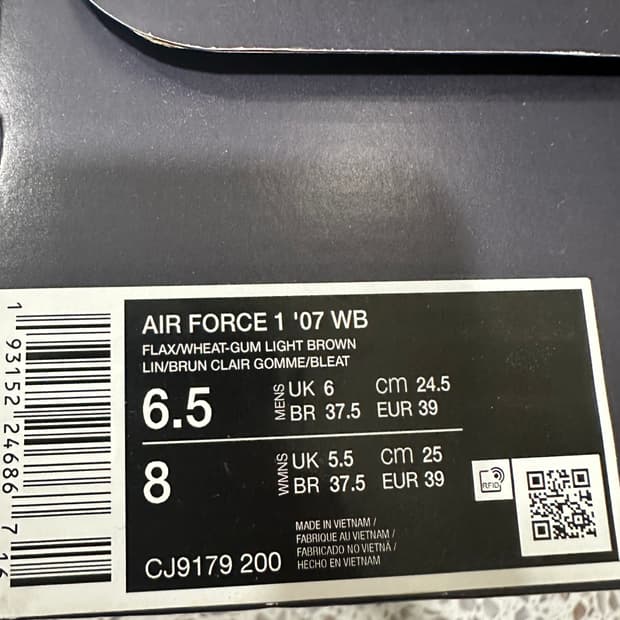 AIR FORCE 1 '07 WB
FLAX/WHEAT-GUM LIGHT BROWN
LIN/BRUN CLAIR GOMME/BLEAT
6.5 MENS UK 6 CM 24.5
BR 37.5 EUR 39
8 WMNS UK 5.5 CM 25
BR 37.5 EUR 39
RFID
MADE IN VIETNAM /
FABRIQUE AU VIETNAM /
FABRICADO NO VIETNÃ /
HECHO EN VIETNAM
CJ9179 200
1 93152 24686 7 16